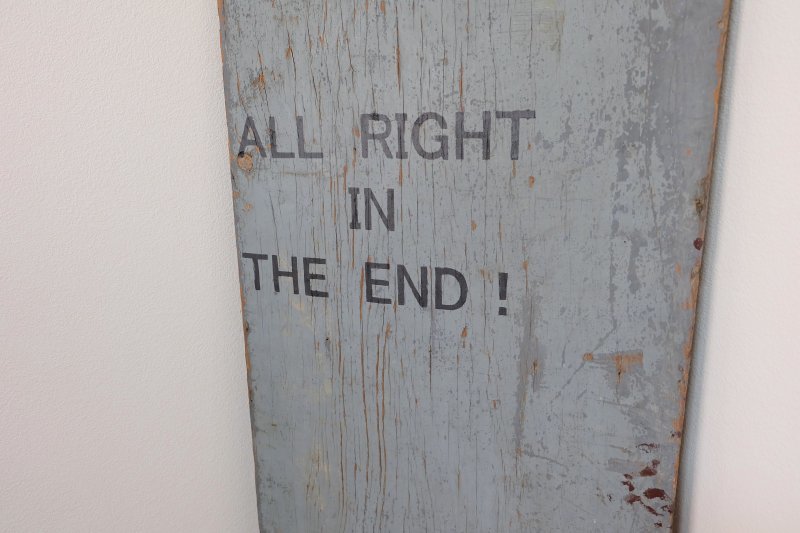 ALL RIGHT
IN
THE END !